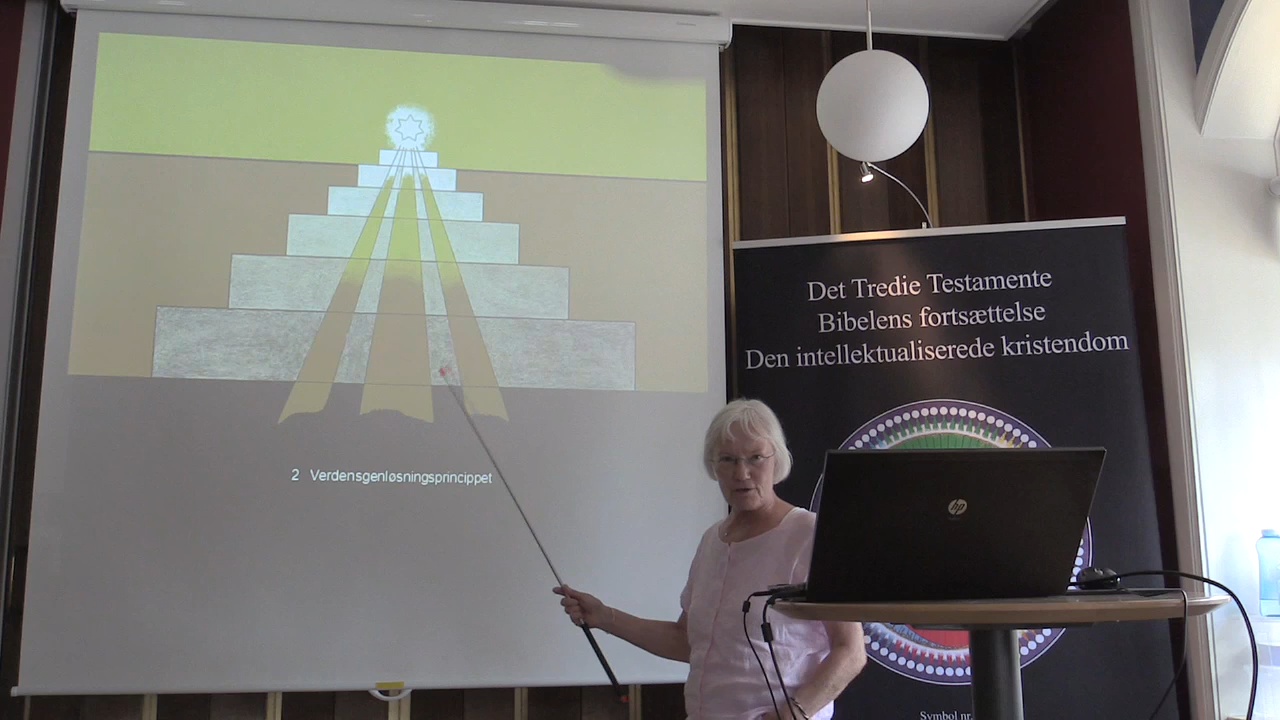 2 Verdensgenløsningsprincippet
Det Tredie Testamente
Bibelens fortsættelse
Den intellektualiserede kristendom
hp
Symbol nr.